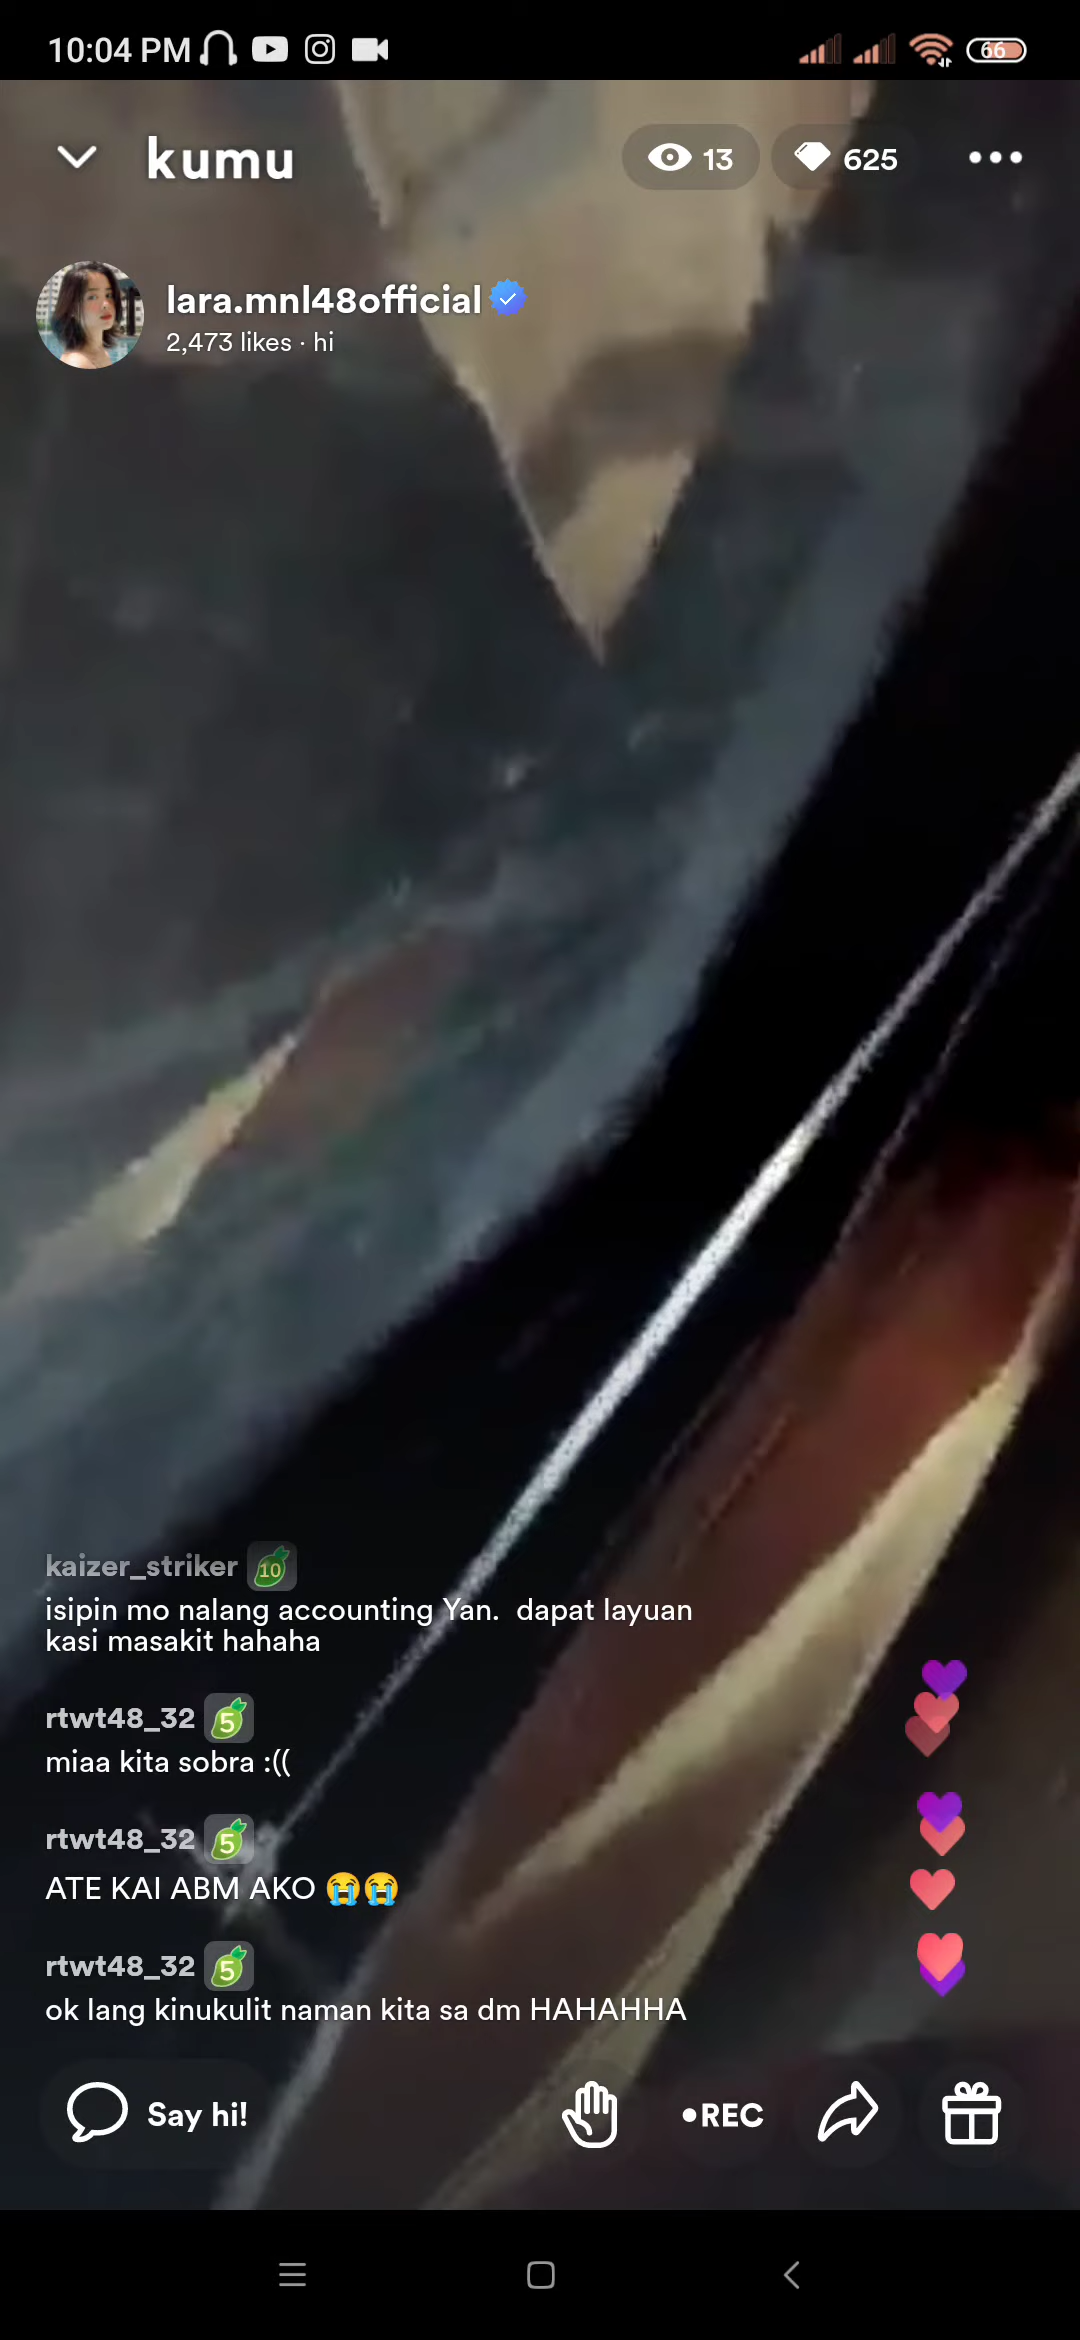 10:04 PM
66
kumu
13
625
lara.mnl48official
2,473 likes · hi
kaizer_striker 10
isipin mo nalang accounting Yan.  dapat layuan
kasi masakit hahaha
rtwt48_32 5
miaa kita sobra :((
rtwt48_32 5
ATE KAI ABM AKO 😭😭
rtwt48_32 5
ok lang kinukulit naman kita sa dm HAHAHHA
Say hi!
•REC